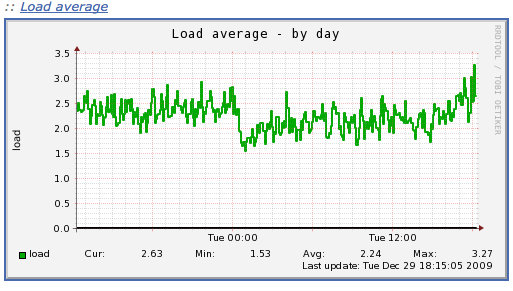 :: Load average
Load average - by day
RRDTOOL / TOBI OETIKER
load
3.5
3.0
2.5
2.0
1.5
1.0
0.5
0.0
Tue 00:00 Tue 12:00
load Cur: 2.63 Min: 1.53 Avg: 2.24 Max: 3.27
Last update: Tue Dec 29 18:15:05 2009